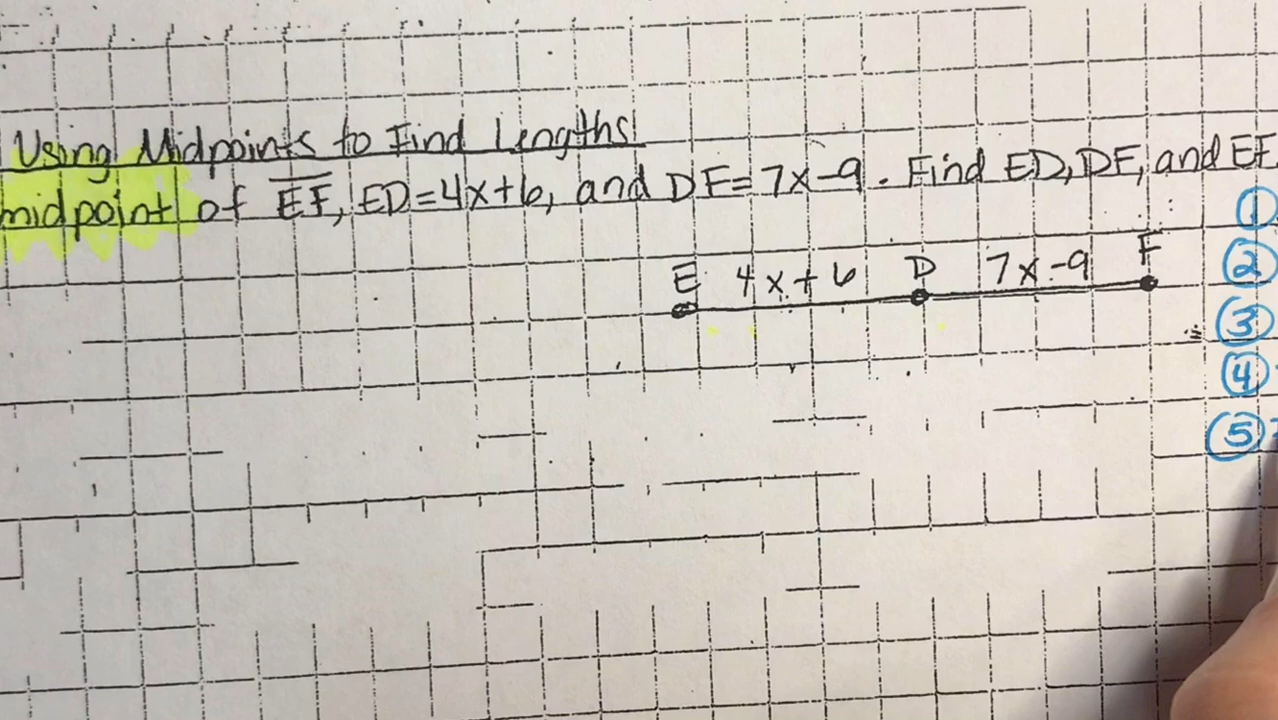 Using Midpoints to Find Lengths
midpoint of EF, ED=4x+6, and DF=7x-9. Find ED, DF, and EF
①
E 4x+6 D 7x-9 F
②
③
④
⑤